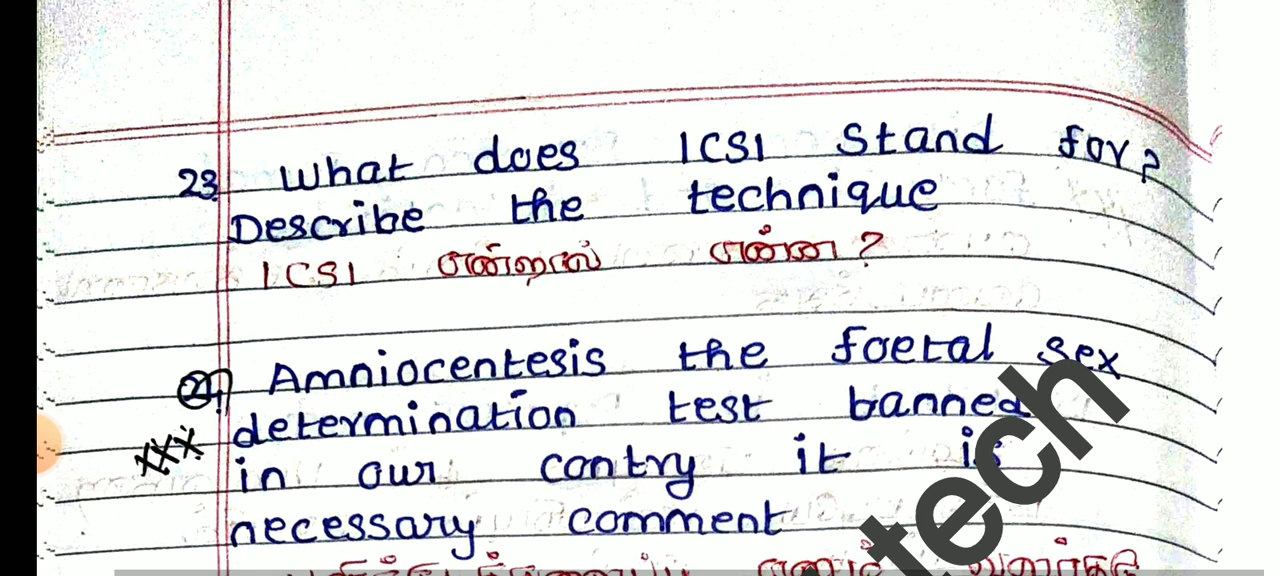 23. What does ICSI Stand for?
Describe the technique
ICSI என்றால் என்ன?
24) Amniocentesis the foetal sex
xxx determination test banned
in our contry it is
necessary comment
tech